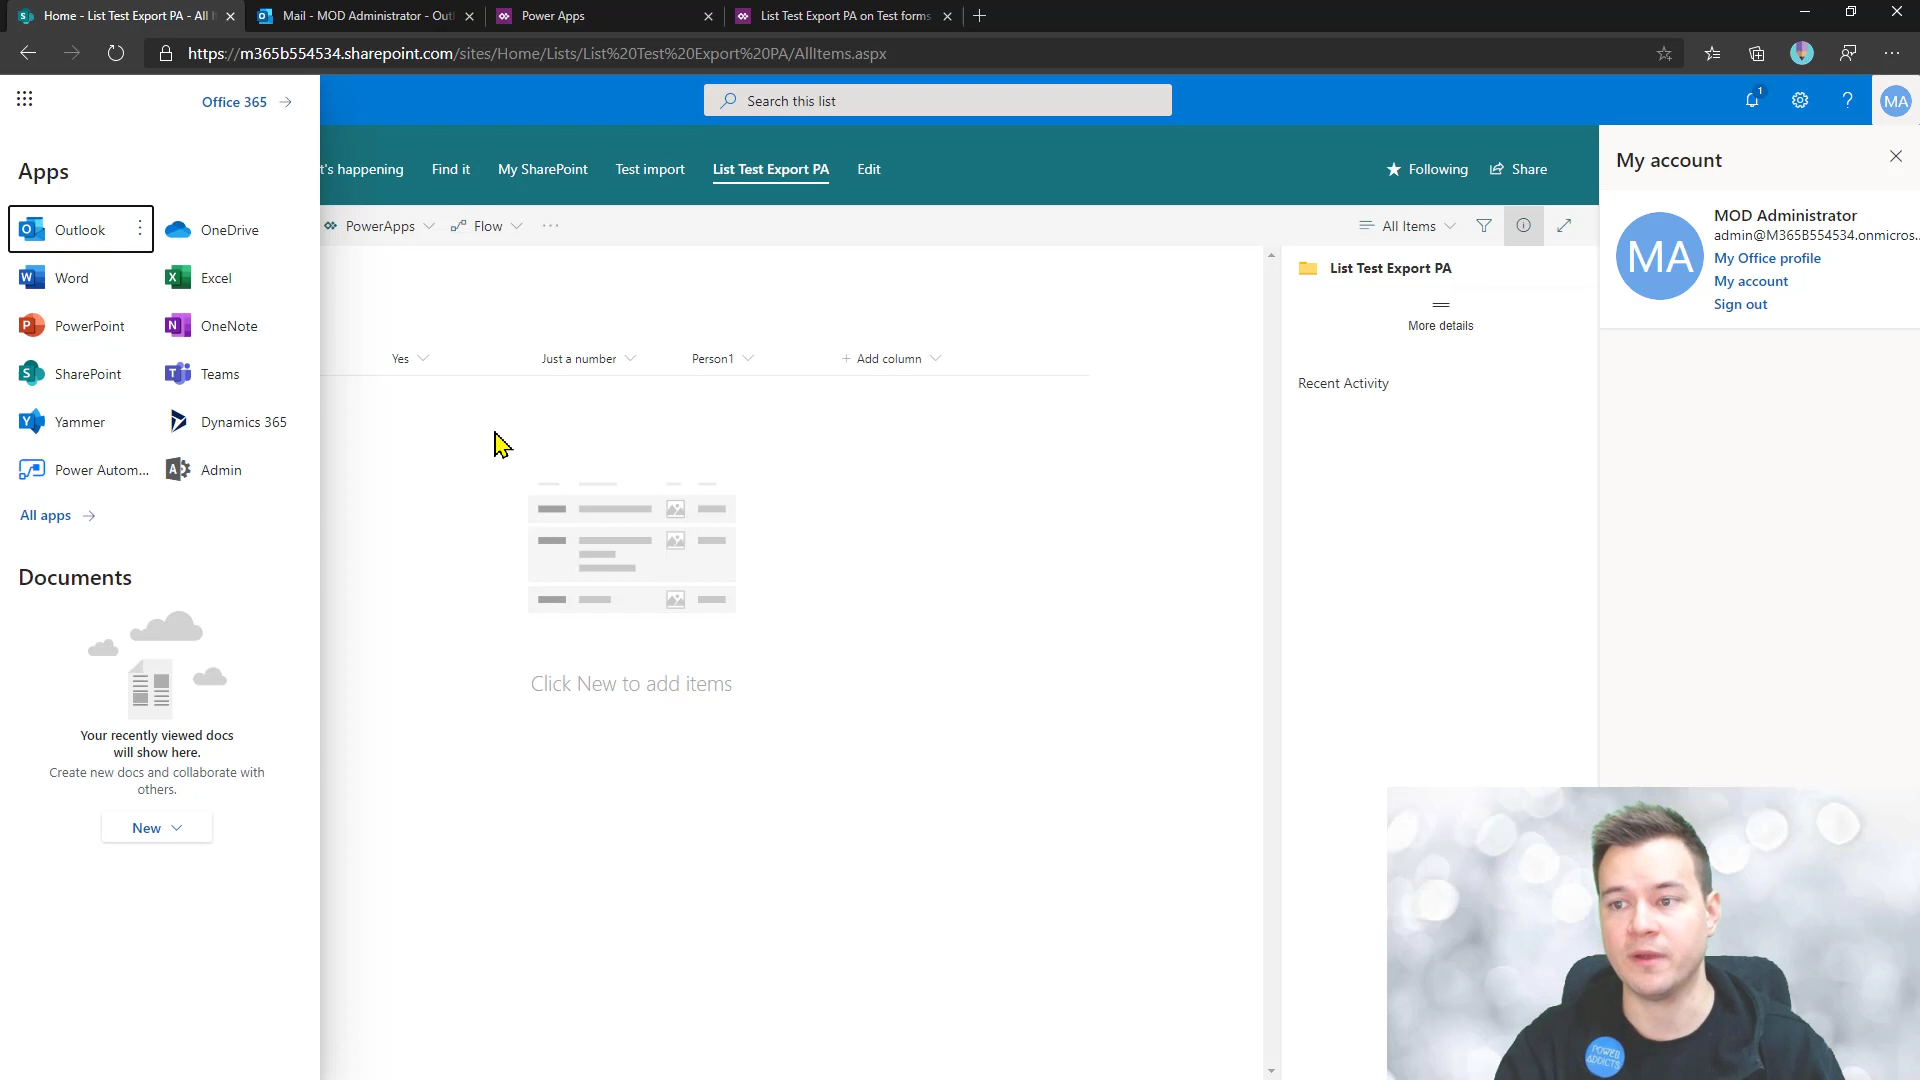 Home - List Test Export PA - All I
Mail - MOD Administrator - Outl
Power Apps
List Test Export PA on Test forms
https://m365b554534.sharepoint.com/sites/Home/Lists/List%20Test%20Export%20PA/AllItems.aspx
Office 365
Search this list
1
MA
t's happening
Find it
My SharePoint
Test import
List Test Export PA
Edit
Following
Share
My account
Apps
Outlook
OneDrive
Word
Excel
PowerPoint
OneNote
SharePoint
Teams
Yammer
Dynamics 365
Power Autom...
Admin
All apps
PowerApps
Flow
All Items
MA
MOD Administrator
admin@M365B554534.onmicros...
My Office profile
My account
Sign out
List Test Export PA
More details
Recent Activity
Yes
Just a number
Person1
Add column
Click New to add items
Documents
Your recently viewed docs
will show here.
Create new docs and collaborate with
others.
New
POWER
ADDICTS